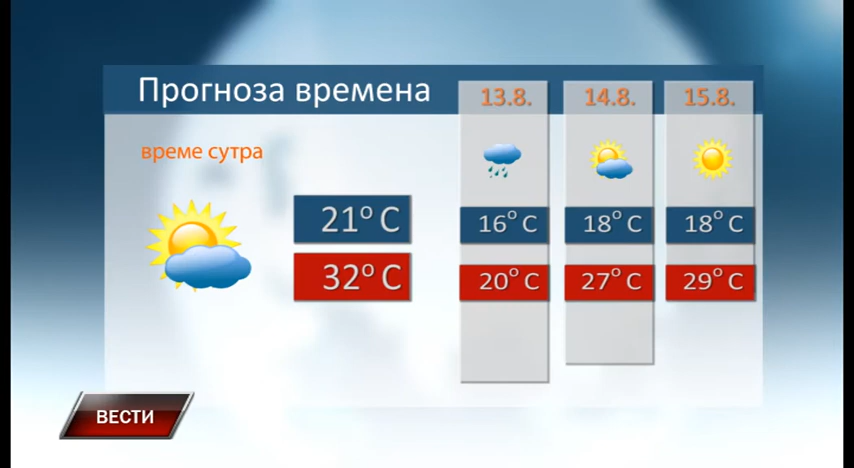 Прогноза времена
време сутра
21° C
32° C
13.8. 14.8. 15.8.
16° C 18° C 18° C
20° C 27° C 29° C
ВЕСТИ